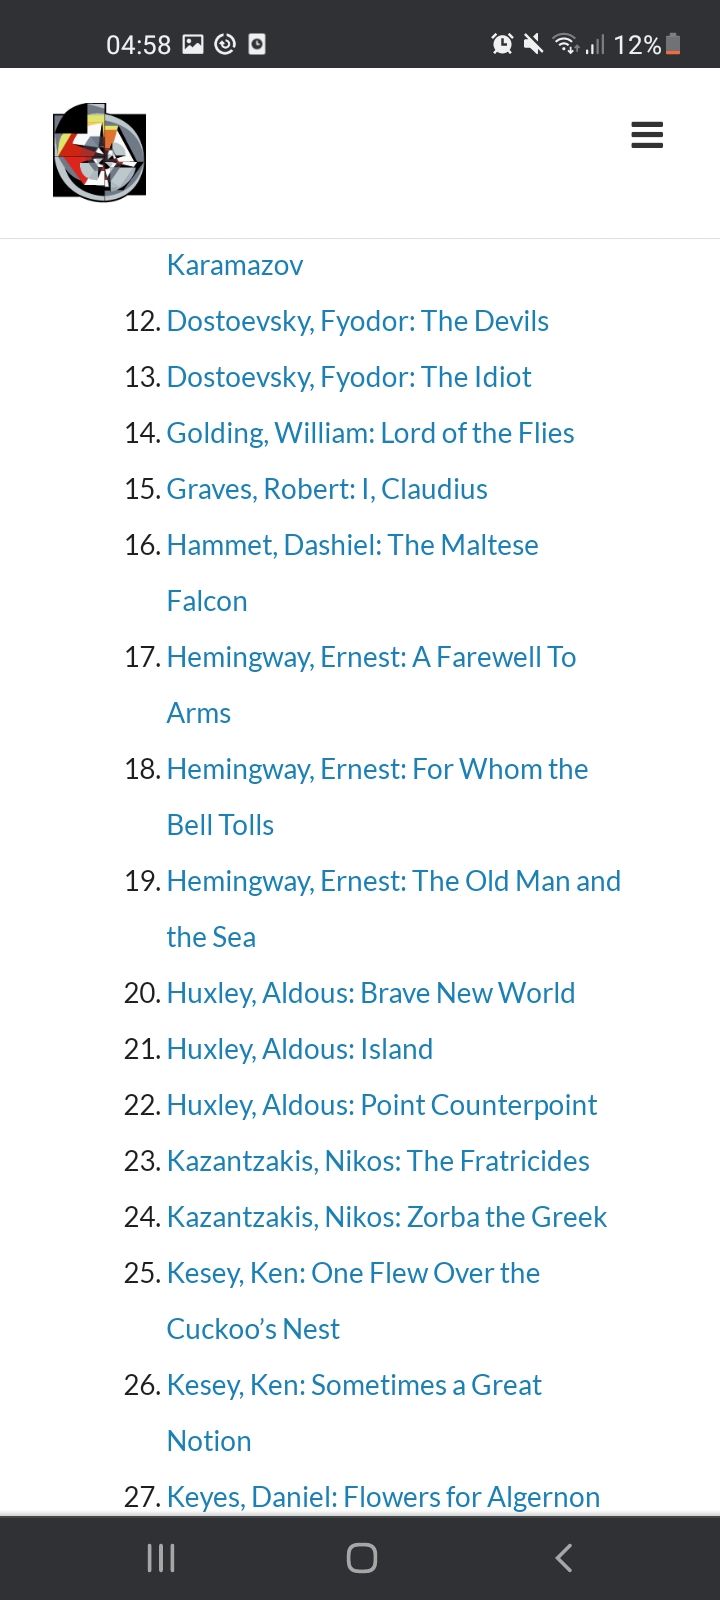 04:58
12%
Karamazov
12. Dostoevsky, Fyodor: The Devils
13. Dostoevsky, Fyodor: The Idiot
14. Golding, William: Lord of the Flies
15. Graves, Robert: I, Claudius
16. Hammet, Dashiel: The Maltese
Falcon
17. Hemingway, Ernest: A Farewell To
Arms
18. Hemingway, Ernest: For Whom the
Bell Tolls
19. Hemingway, Ernest: The Old Man and
the Sea
20. Huxley, Aldous: Brave New World
21. Huxley, Aldous: Island
22. Huxley, Aldous: Point Counterpoint
23. Kazantzakis, Nikos: The Fratricides
24. Kazantzakis, Nikos: Zorba the Greek
25. Kesey, Ken: One Flew Over the
Cuckoo’s Nest
26. Kesey, Ken: Sometimes a Great
Notion
27. Keyes, Daniel: Flowers for Algernon